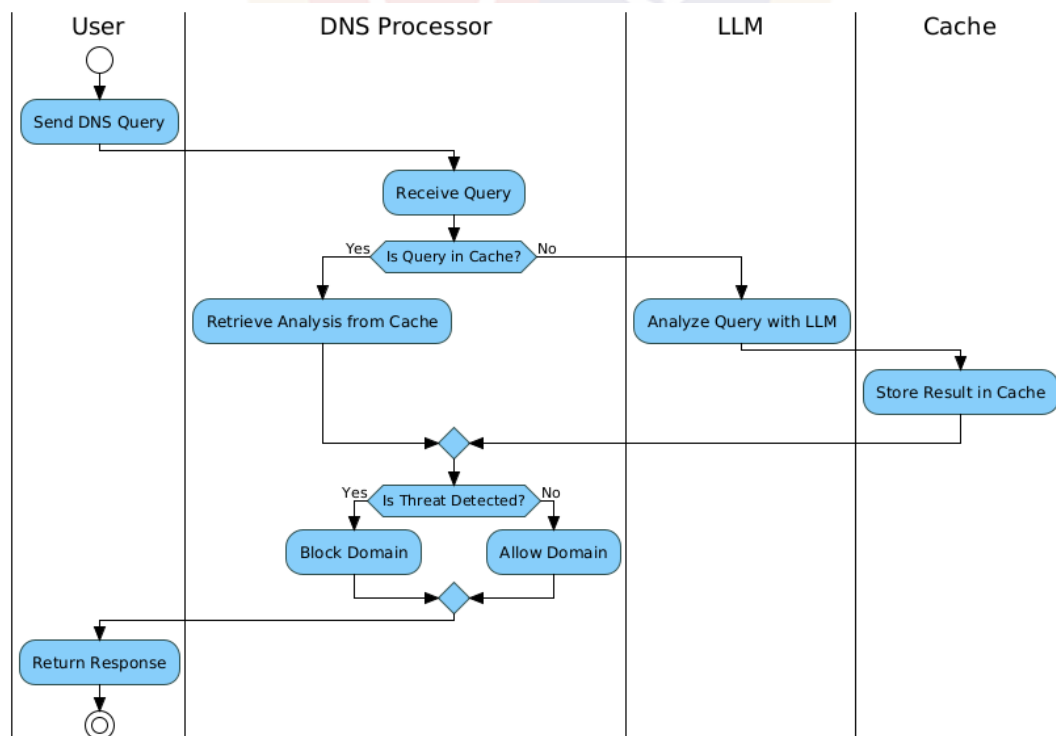 User
DNS Processor
LLM
Cache
Send DNS Query
Receive Query
Yes
Is Query in Cache?
No
Retrieve Analysis from Cache
Analyze Query with LLM
Store Result in Cache
Yes
Is Threat Detected?
No
Block Domain
Allow Domain
Return Response